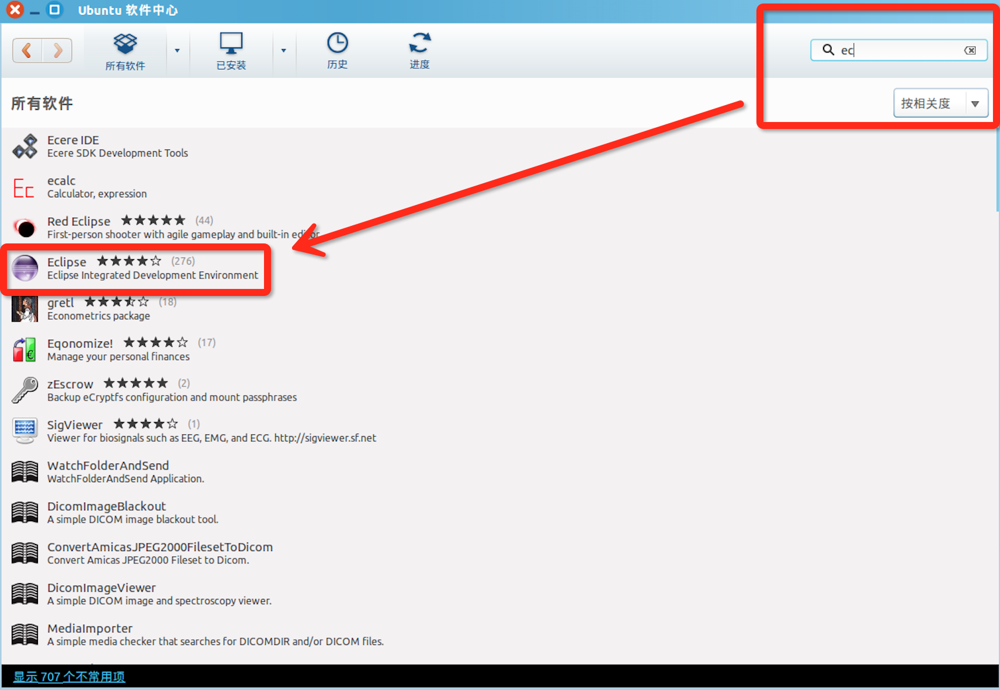 Ubuntu 软件中心
所有软件
已安装
历史
进度
ec
所有软件
按相关度
Ecere IDE
Ecere SDK Development Tools
Ec
ecalc
Calculator, expression
Red Eclipse (44)
First-person shooter with agile gameplay and built-in editor
Eclipse (276)
Eclipse Integrated Development Environment
gretl (18)
Econometrics package
Eqonomize! (17)
Manage your personal finances
zEscrow (2)
Backup eCryptfs configuration and mount passphrases
SigViewer (1)
Viewer for biosignals such as EEG, EMG, and ECG. http://sigviewer.sf.net
WatchFolderAndSend
WatchFolderAndSend Application.
DicomImageBlackout
A simple DICOM image blackout tool.
ConvertAmicasJPEG2000FilesetToDicom
Convert Amicas JPEG2000 Fileset to Dicom.
DicomImageViewer
A simple DICOM image and spectroscopy viewer.
MediaImporter
A simple media checker that searches for DICOMDIR and/or DICOM files.
显示 707 个不常用项